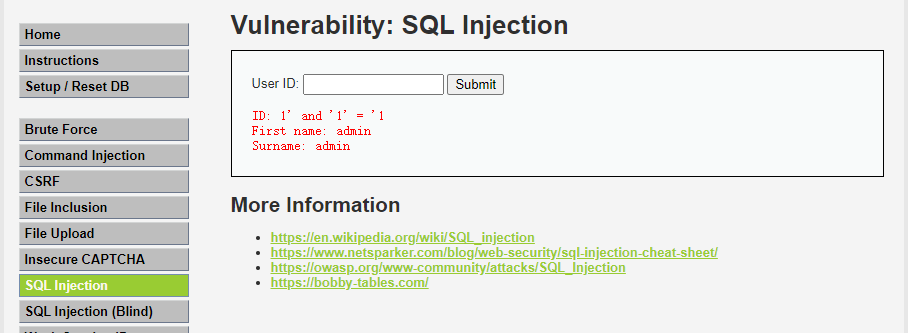 Home
Instructions
Setup / Reset DB
Brute Force
Command Injection
CSRF
File Inclusion
File Upload
Insecure CAPTCHA
SQL Injection
SQL Injection (Blind)
Vulnerability: SQL Injection
User ID: Submit
ID: 1' and '1' = '1
First name: admin
Surname: admin
More Information
https://en.wikipedia.org/wiki/SQL_injection
https://www.netsparker.com/blog/web-security/sql-injection-cheat-sheet/
https://owasp.org/www-community/attacks/SQL_Injection
https://bobby-tables.com/